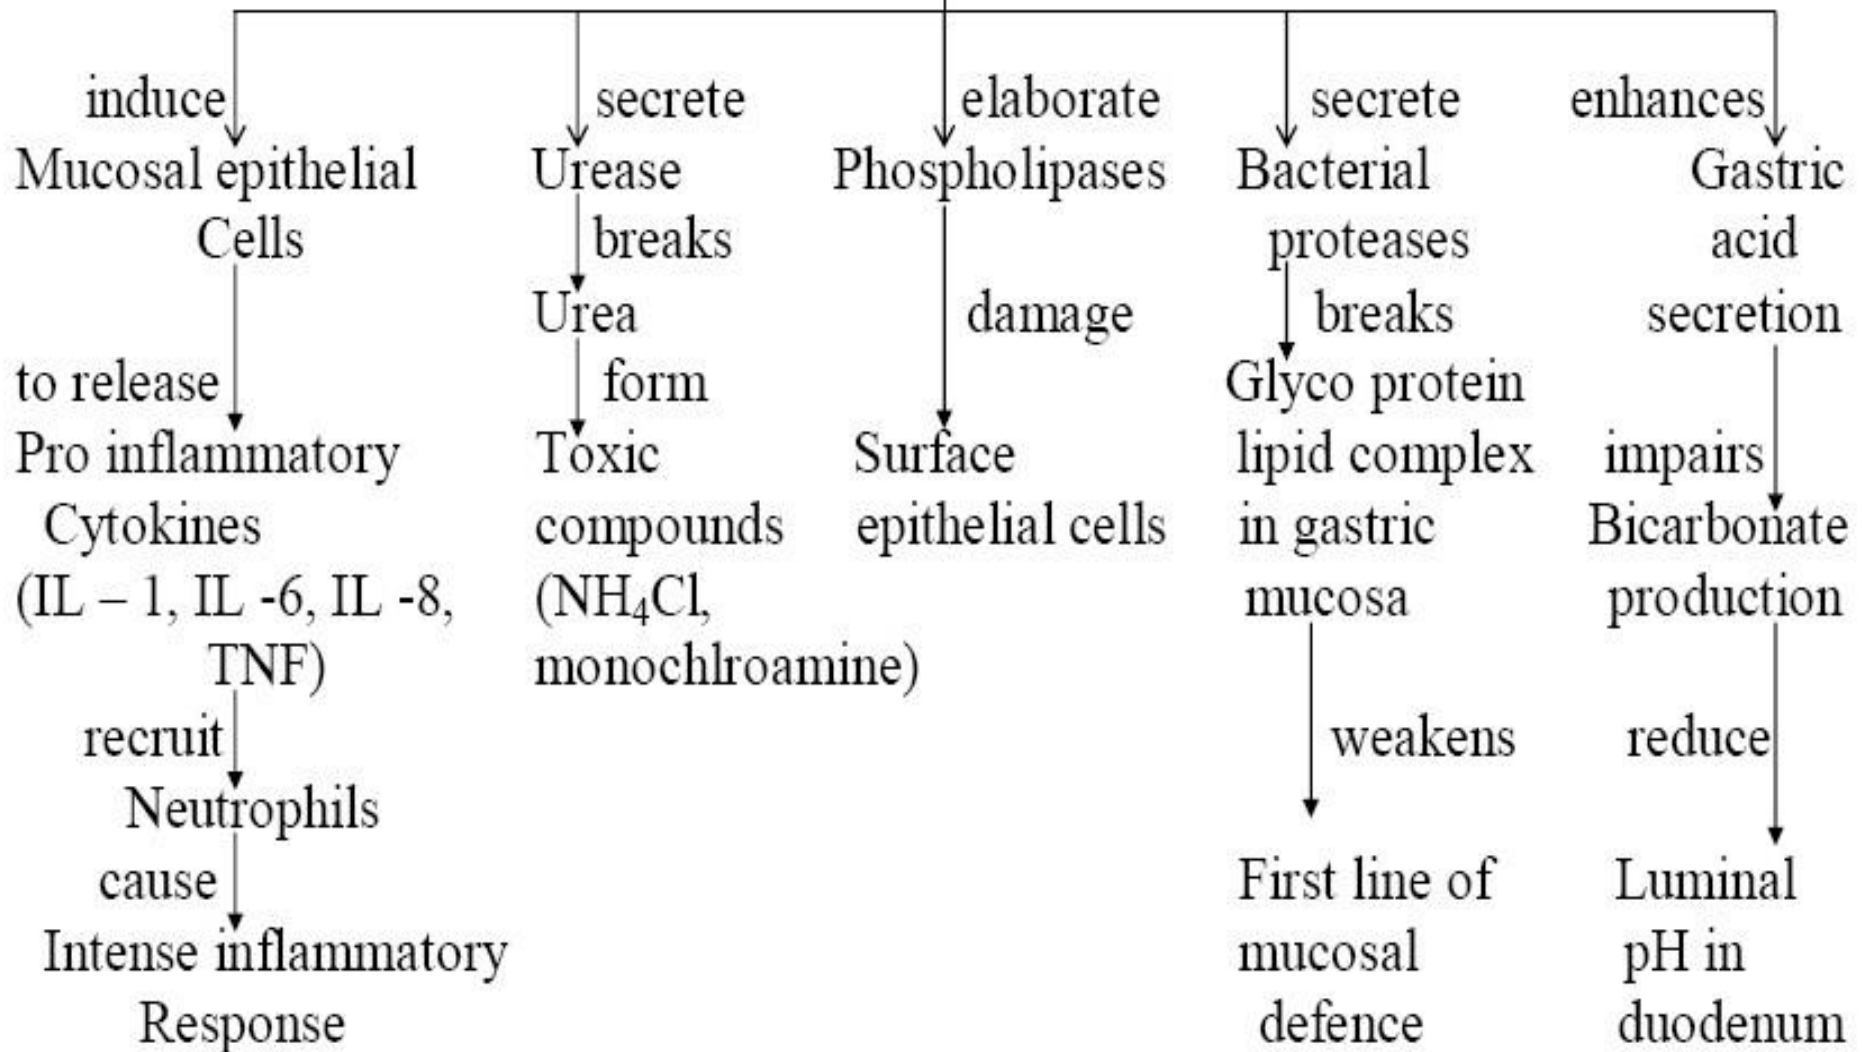 induce
Mucosal epithelial
Cells
to release
Pro inflammatory
Cytokines
(IL – 1, IL -6, IL -8,
TNF)
recruit
Neutrophils
cause
Intense inflammatory
Response
secrete
Urease
breaks
Urea
form
Toxic
compounds
(NH₄Cl,
monochlroamine)
elaborate
Phospholipases
damage
Surface
epithelial cells
secrete
Bacterial
proteases
breaks
Glyco protein
lipid complex
in gastric
mucosa
weakens
First line of
mucosal
defence
enhances
Gastric
acid
secretion
impairs
Bicarbonate
production
reduce
Luminal
pH in
duodenum